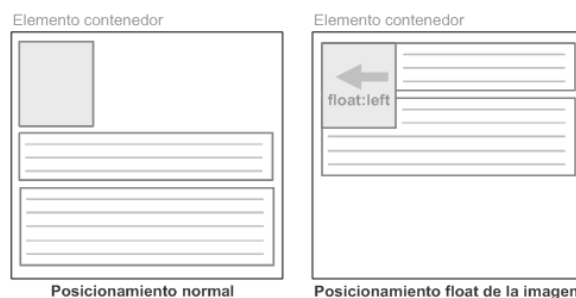 Elemento contenedor
Elemento contenedor
float:left
Posicionamiento normal
Posicionamiento float de la imagen